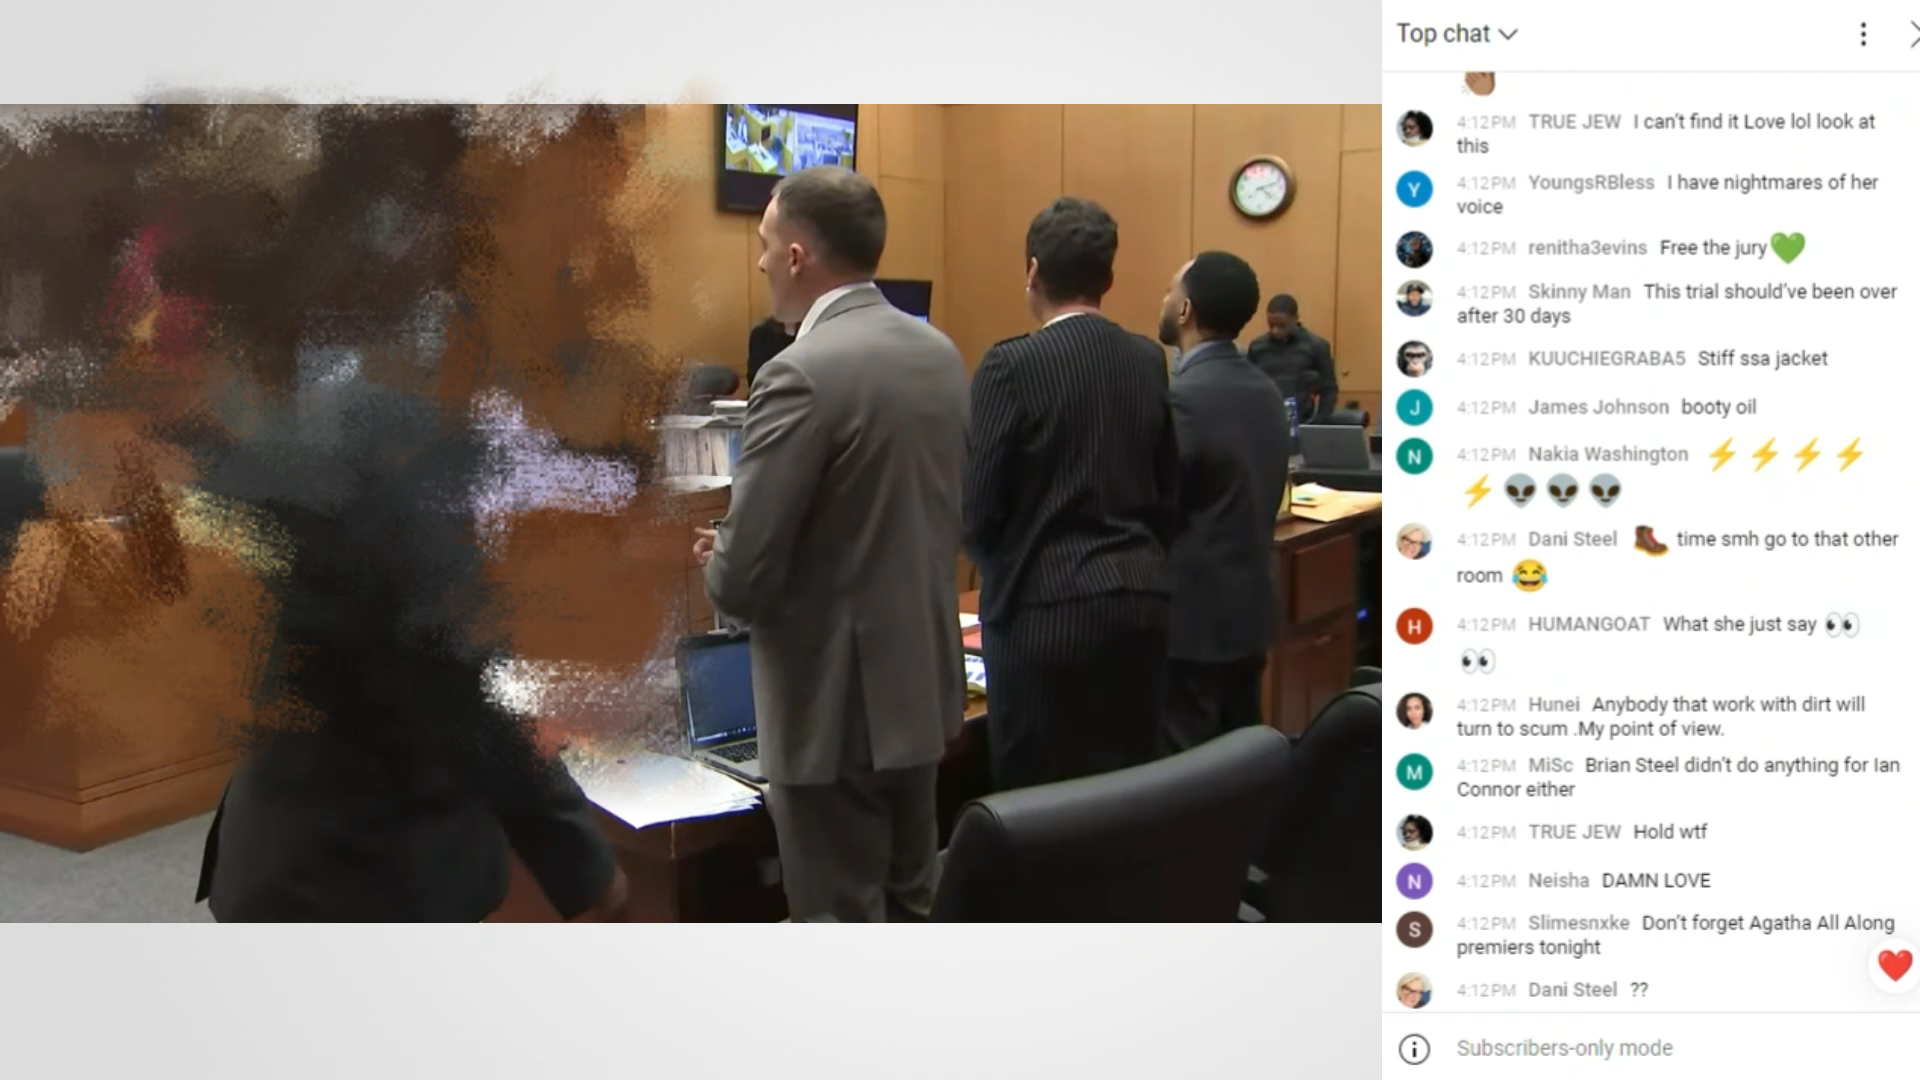 Top chat
4:12 PM TRUE JEW I can't find it Love lol look at
this
Y
4:12 PM YoungsRBless I have nightmares of her
voice
4:12 PM renitha3evins Free the jury💚
4:12 PM Skinny Man This trial should've been over
after 30 days
4:12 PM KUUCHIEGRABA5 Stiff ssa jacket
J
4:12 PM James Johnson booty oil
N
4:12 PM Nakia Washington ⚡⚡⚡⚡
⚡👽👽👽
4:12 PM Dani Steel 🥾 time smh go to that other
room 😂
H
4:12 PM HUMANGOAT What she just say 👀
👀
4:12 PM Hunei Anybody that work with dirt will
turn to scum .My point of view.
M
4:12 PM MiSc Brian Steel didn't do anything for Ian
Connor either
4:12 PM TRUE JEW Hold wtf
N
4:12 PM Neisha DAMN LOVE
S
4:12 PM Slimesnxke Don't forget Agatha All Along
premiers tonight
4:12 PM Dani Steel ??
Subscribers-only mode